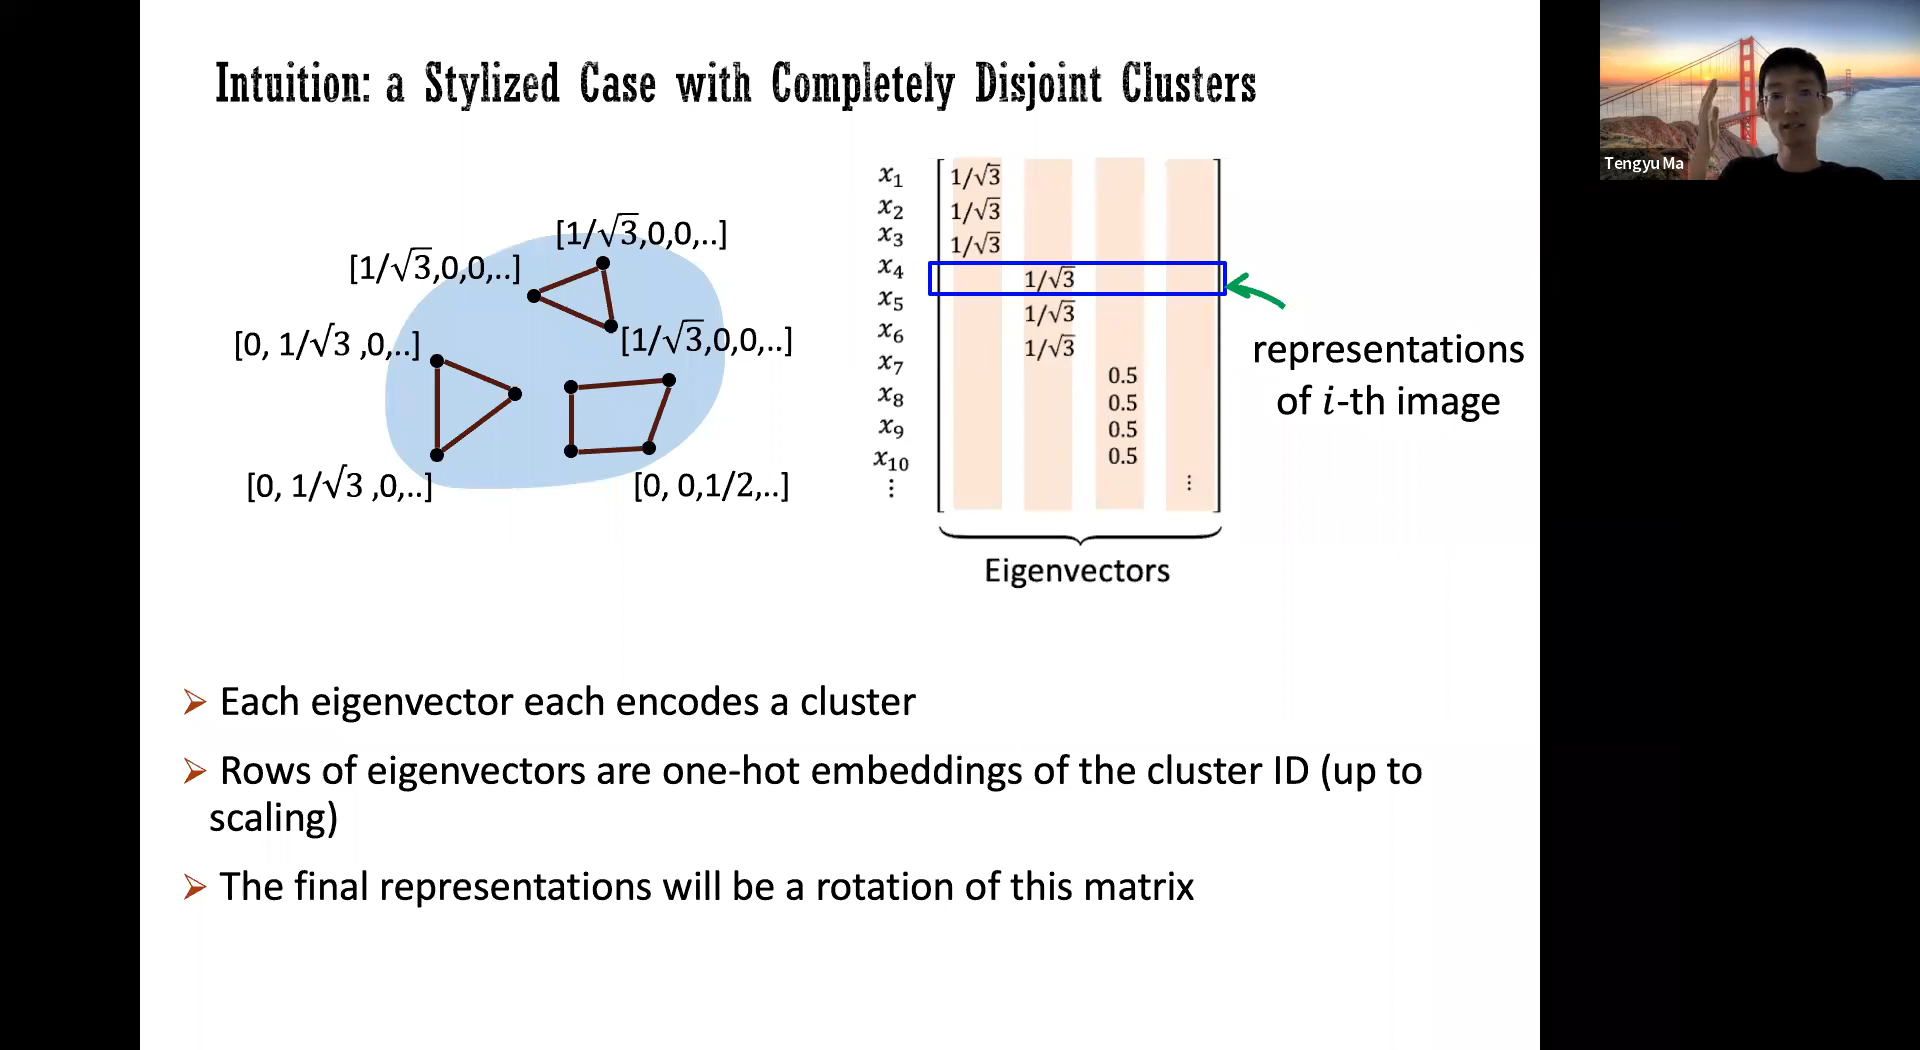 Intuition: a Stylized Case with Completely Disjoint Clusters
Tengyu Ma
[1/√3,0,0,..]
[1/√3,0,0,..]
[0, 1/√3 ,0,..]
[1/√3,0,0,..]
[0, 1/√3 ,0,..]
[0, 0,1/2,..]
x₁ 1/√3
x₂ 1/√3
x₃ 1/√3
x₄ 1/√3
x₅ 1/√3
x₆ 1/√3
x₇ 0.5
x₈ 0.5
x₉ 0.5
x₁₀ 0.5
⋮ ⋮
representations
of i-th image
Eigenvectors
➢ Each eigenvector each encodes a cluster
➢ Rows of eigenvectors are one-hot embeddings of the cluster ID (up to
scaling)
➢ The final representations will be a rotation of this matrix